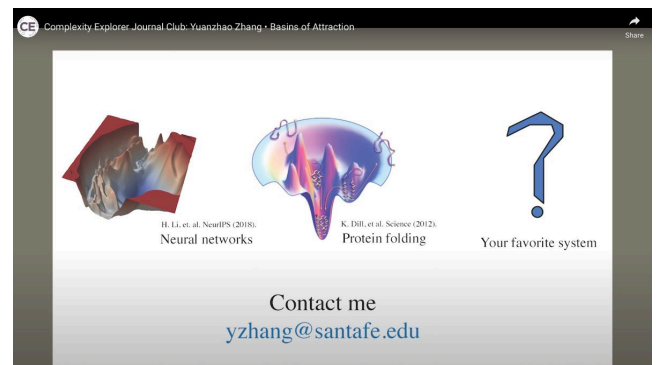 CE
Complexity Explorer Journal Club: Yuanzhao Zhang • Basins of Attraction
Share
H. Li, et. al. NeurIPS (2018).
Neural networks
K. Dill, et al. Science (2012).
Protein folding
?
Your favorite system
Contact me
yzhang@santafe.edu